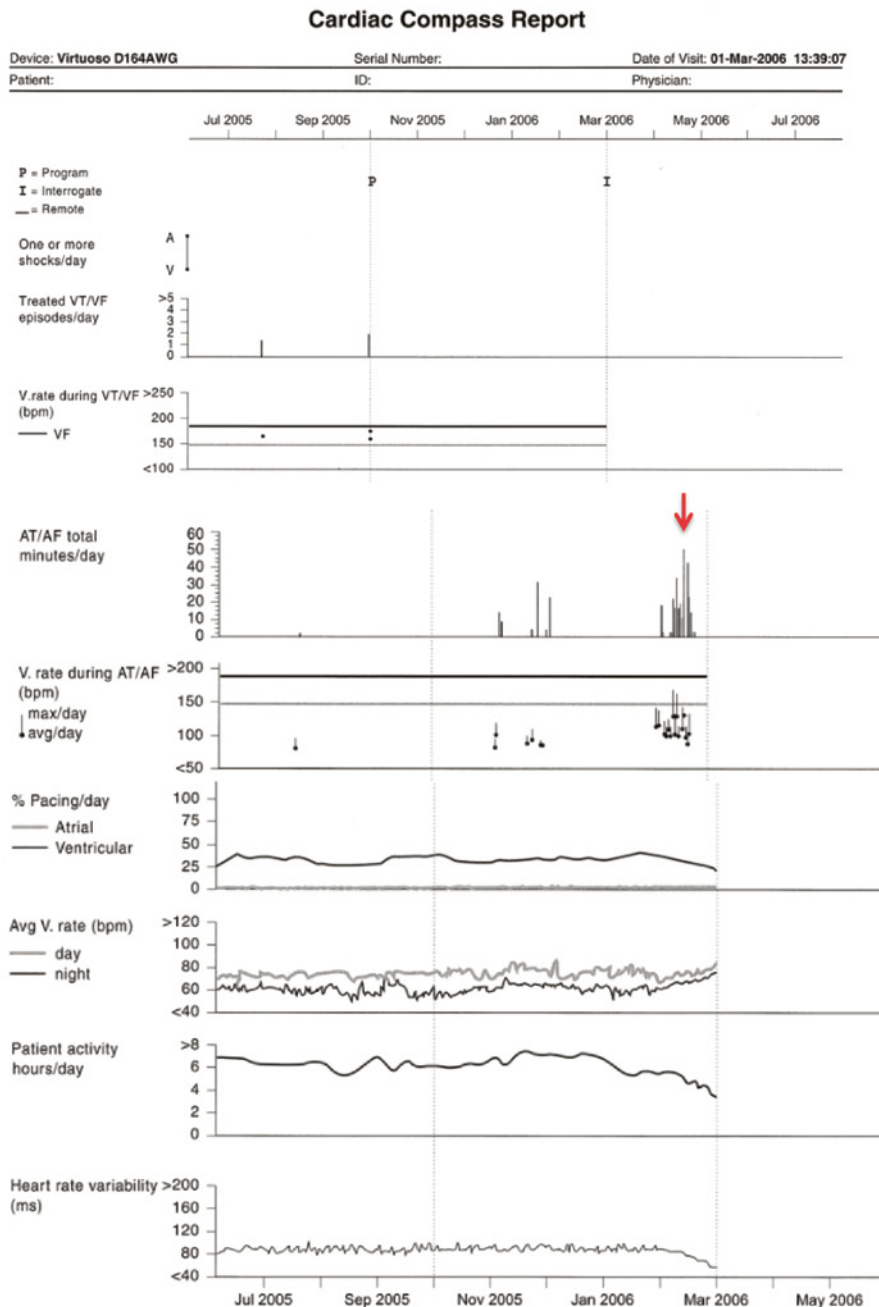 Cardiac Compass Report
Device: Virtuoso D164AWG Serial Number: Date of Visit: 01-Mar-2006 13:39:07
Patient: ID: Physician:
Jul 2005 Sep 2005 Nov 2005 Jan 2006 Mar 2006 May 2006 Jul 2006
P = Program
I = Interrogate
_ = Remote
P I
One or more
shocks/day
A
V
Treated VT/VF
episodes/day
>5
4
3
2
1
0
V.rate during VT/VF
(bpm)
VF
>250
200
150
<100
AT/AF total
minutes/day
60
50
40
30
20
10
0
V. rate during AT/AF
(bpm)
max/day
avg/day
>200
150
100
<50
% Pacing/day
Atrial
Ventricular
100
75
50
25
0
Avg V. rate (bpm)
day
night
>120
100
80
60
<40
Patient activity
hours/day
>8
6
4
2
0
Heart rate variability
(ms)
>200
160
120
80
<40
Jul 2005 Sep 2005 Nov 2005 Jan 2006 Mar 2006 May 2006